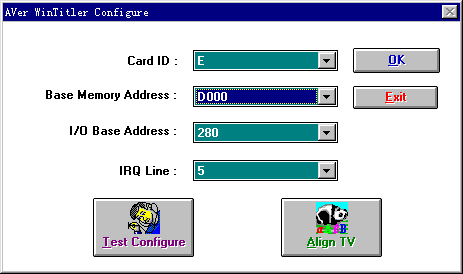 AVer WinTitler Configure
Card ID : E OK
Base Memory Address : D000 Exit
I/O Base Address : 280
IRQ Line : 5
Test Configure Align TV